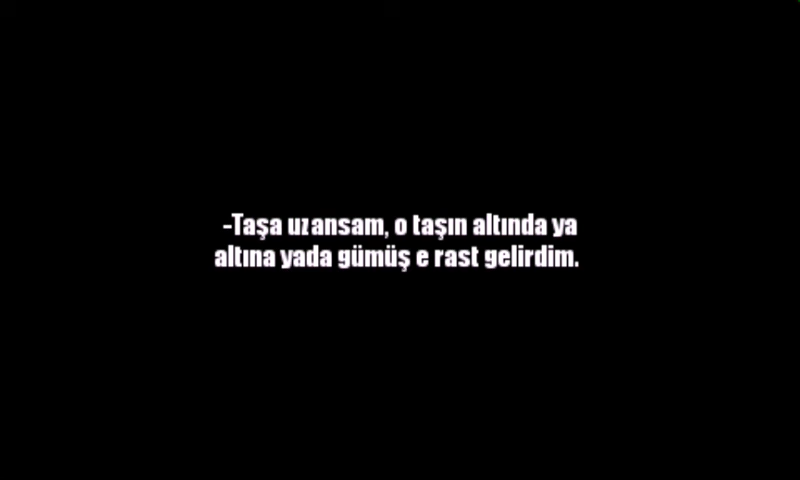 -Taşa uzansam, o taşın altında ya
altına yada gümüş e rast gelirdim.